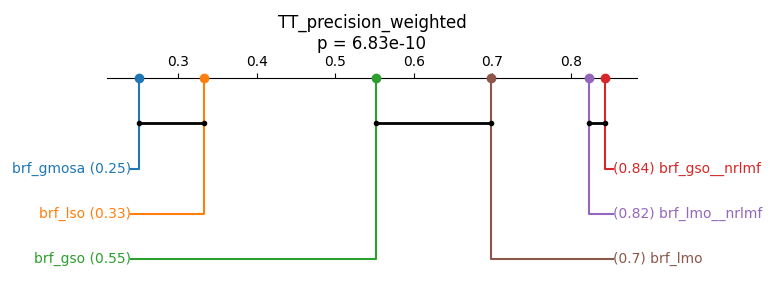 TT_precision_weighted
p = 6.83e-10
0.3 0.4 0.5 0.6 0.7 0.8
brf_gmosa (0.25)
(0.84) brf_gso__nrlmf
brf_lso (0.33)
(0.82) brf_lmo__nrlmf
brf_gso (0.55)
(0.7) brf_lmo